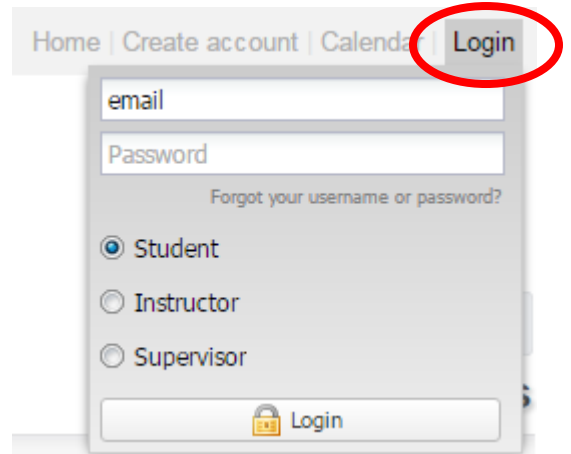 Home | Create account | Calendar | Login
email
Password
Forgot your username or password?
Student
Instructor
Supervisor
s
Login